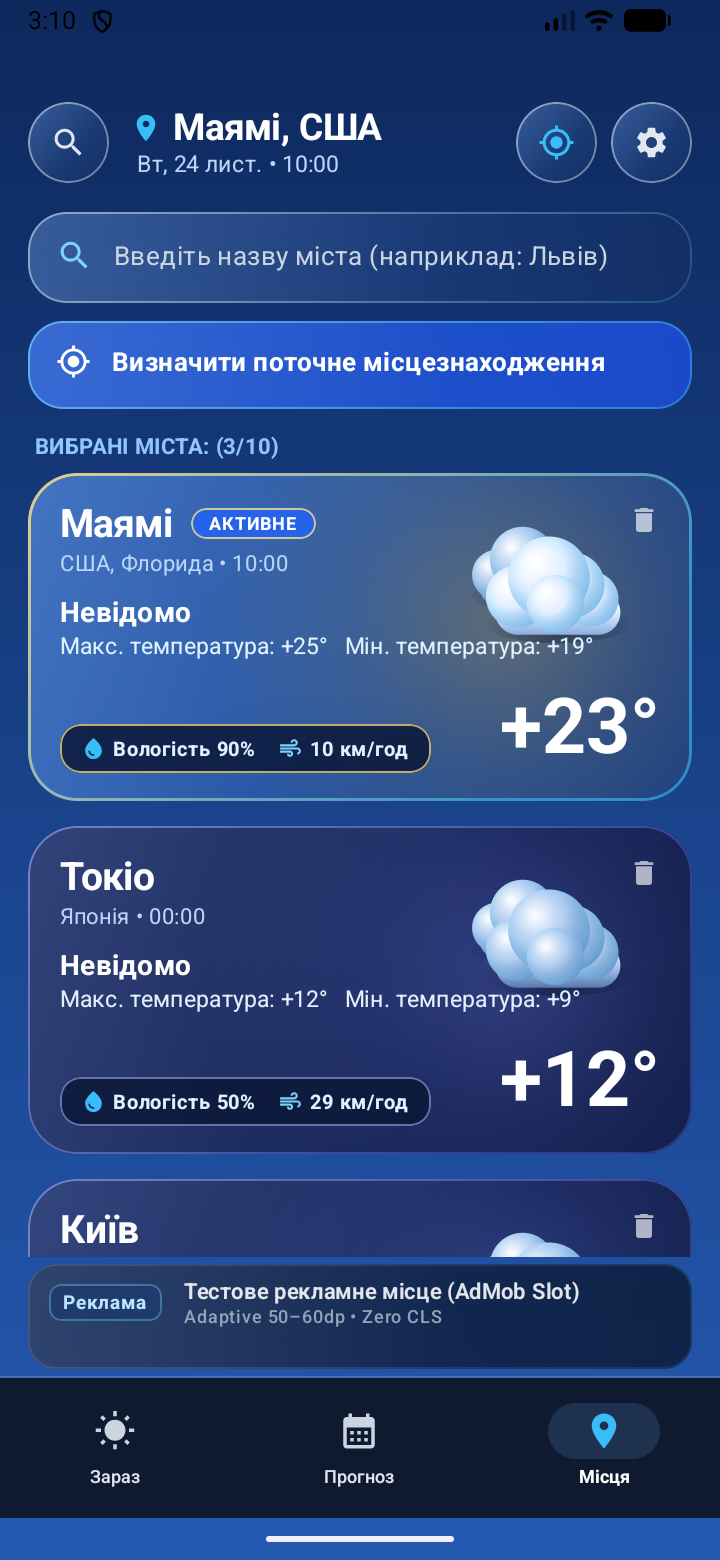 3:10
Маямі, США
Вт, 24 лист. • 10:00
Введіть назву міста (наприклад: Львів)
Визначити поточне місцезнаходження
ВИБРАНІ МІСТА: (3/10)
Маямі АКТИВНЕ
США, Флорида • 10:00
Невідомо
Макс. температура: +25° Мін. температура: +19°
+23°
Вологість 90% 10 км/год
Токіо
Японія • 00:00
Невідомо
Макс. температура: +12° Мін. температура: +9°
+12°
Вологість 50% 29 км/год
Київ
Реклама Тестове рекламне місце (AdMob Slot)
Adaptive 50–60dp • Zero CLS
Зараз Прогноз Місця